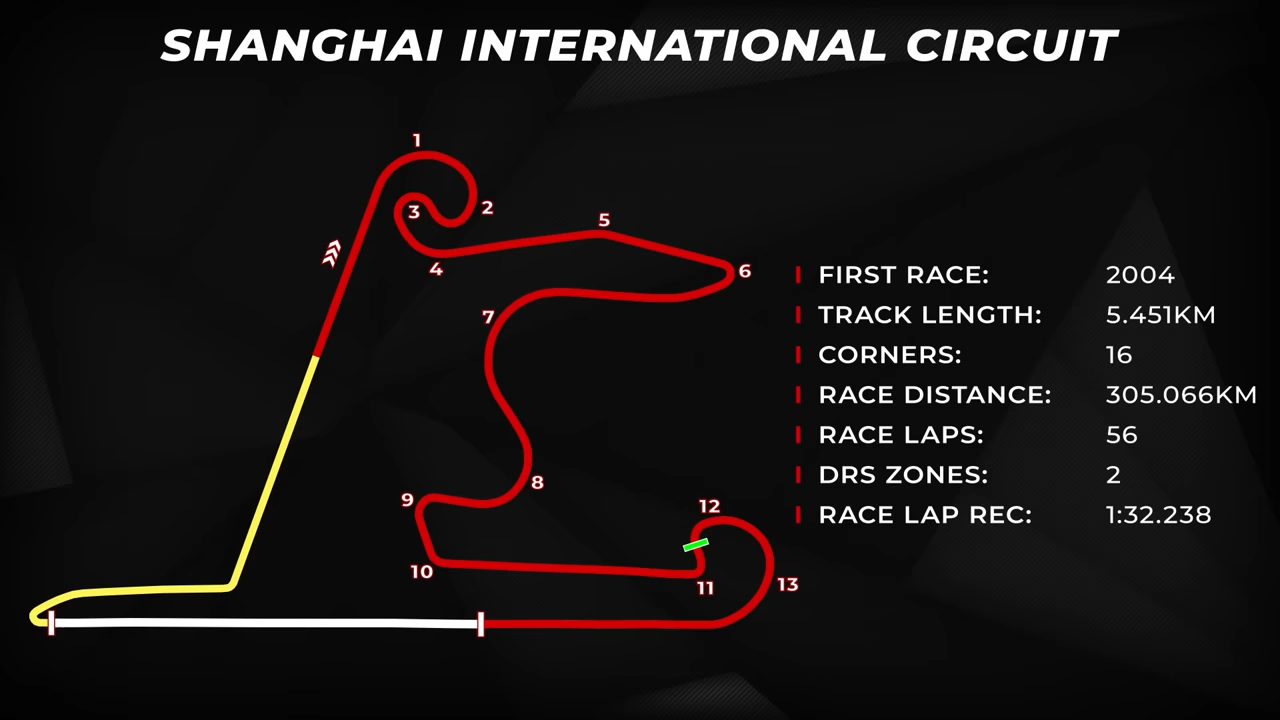 SHANGHAI INTERNATIONAL CIRCUIT
1
2
3
4
5
6
7
8
9
10
11
12
13
FIRST RACE: 2004
TRACK LENGTH: 5.451KM
CORNERS: 16
RACE DISTANCE: 305.066KM
RACE LAPS: 56
DRS ZONES: 2
RACE LAP REC: 1:32.238